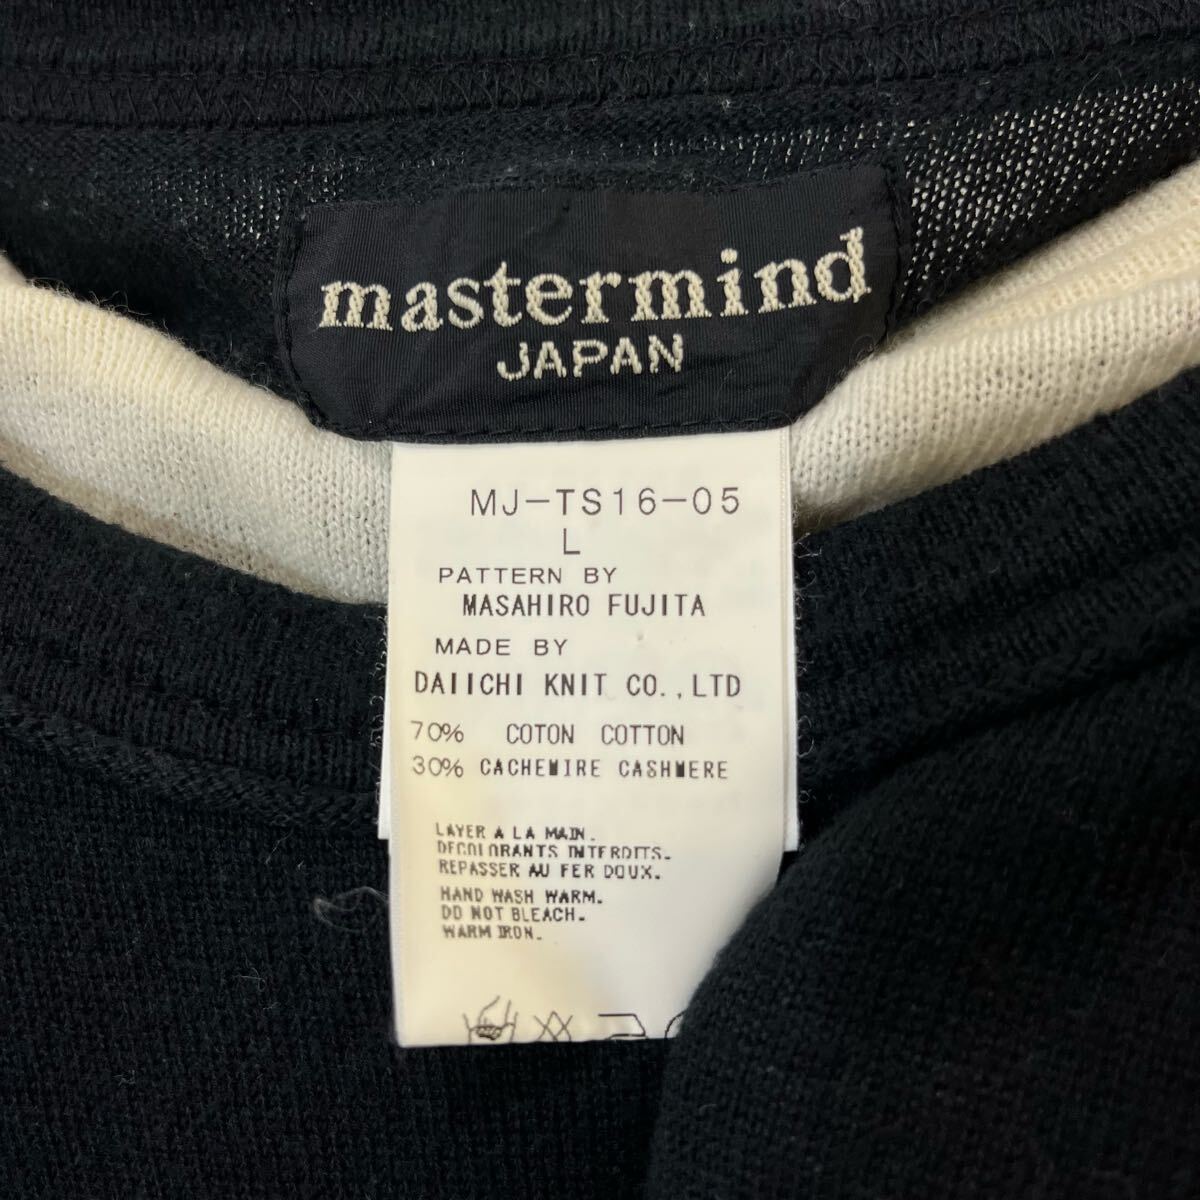 mastermind
JAPAN
MJ-TS16-05
L
PATTERN BY
MASAHIRO FUJITA
MADE BY
DAIICHI KNIT CO.,LTD
70% COTON COTTON
30% CACHEMIRE CASHMERE
LAYER A LA MAIN.
DECOLORANTS INTERDITS.
REPASSER AU FER DOUX.
HAND WASH WARM.
DO NOT BLEACH.
WARM IRON.